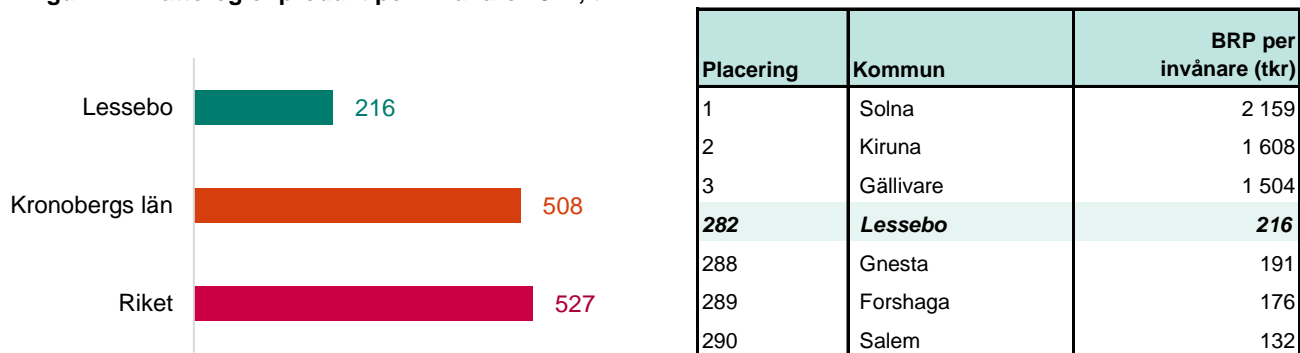 Lessebo 216
Kronobergs län 508
Riket 527
Placering Kommun BRP per invånare (tkr)
1 Solna 2 159
2 Kiruna 1 608
3 Gällivare 1 504
282 Lessebo 216
288 Gnesta 191
289 Forshaga 176
290 Salem 132